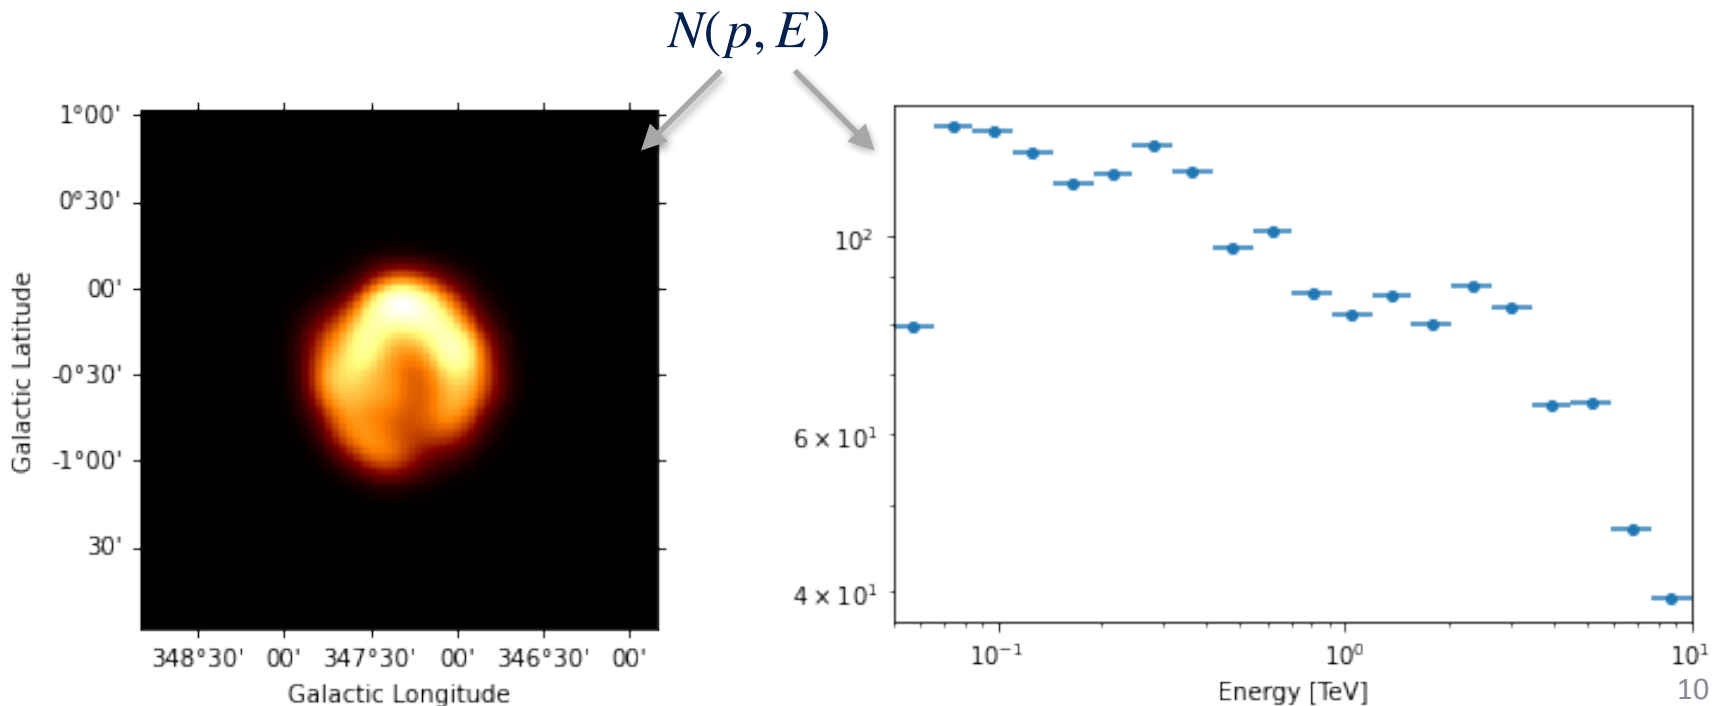 N(p, E)
1°00'
0°30'
00'
-0°30'
-1°00'
30'
Galactic Latitude
348°30' 00' 347°30' 00' 346°30' 00'
Galactic Longitude
10²
6 × 10¹
4 × 10¹
10⁻¹ 10⁰ 10¹
Energy [TeV]
10